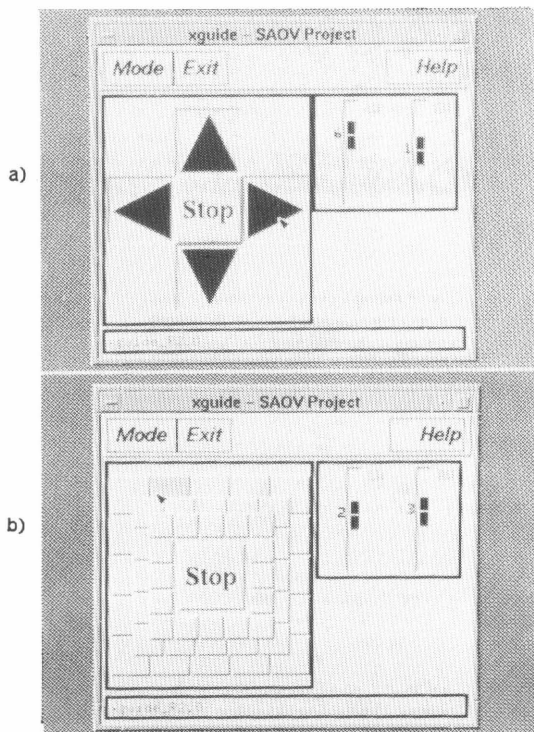 xguide - SAOV Project
Mode Exit Help
a)
Stop
xguide - SAOV Project
Mode Exit Help
2 3
b)
Stop